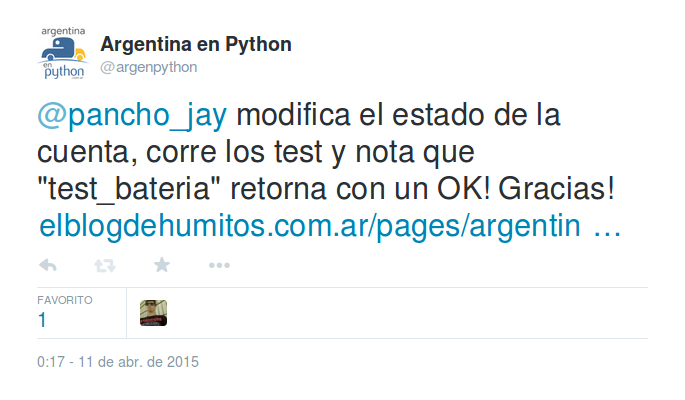 argentina
en
python
.com.ar
Argentina en Python
@argenpython
@pancho_jay modifica el estado de la
cuenta, corre los test y nota que
"test_bateria" retorna con un OK! Gracias!
elblogdehumitos.com.ar/pages/argentin …
FAVORITO
1
0:17 - 11 de abr. de 2015